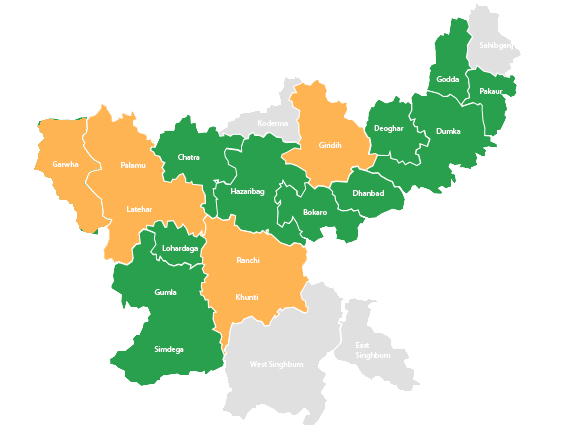 Sahibganj
Godda
Pakaur
Koderma
Deoghar
Dumka
Giridih
Chatra
Garwha
Palamu
Hazaribag
Dhanbad
Latehar
Bokaro
Lohardaga
Ranchi
Gumla
Khunti
Simdega
East
Singhbum
West Singhbum